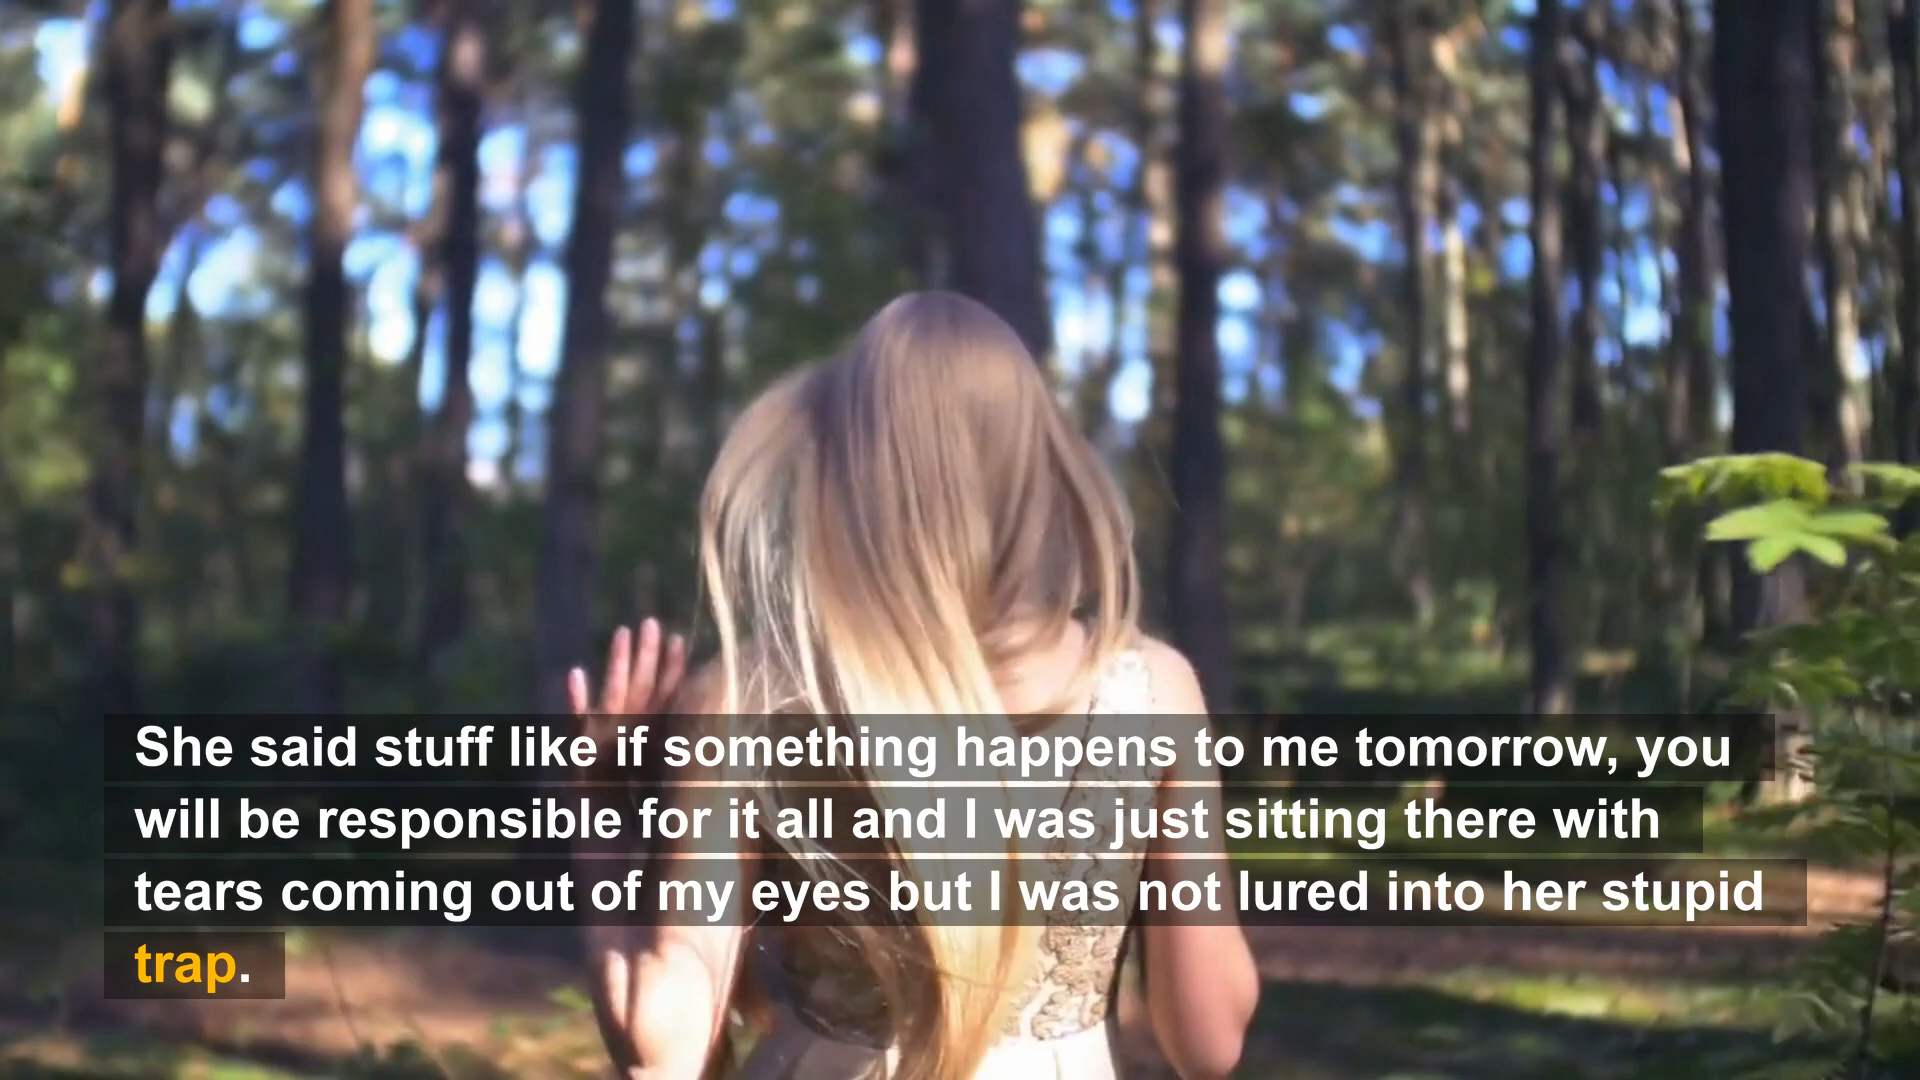 She said stuff like if something happens to me tomorrow, you
will be responsible for it all and I was just sitting there with
tears coming out of my eyes but I was not lured into her stupid
trap.